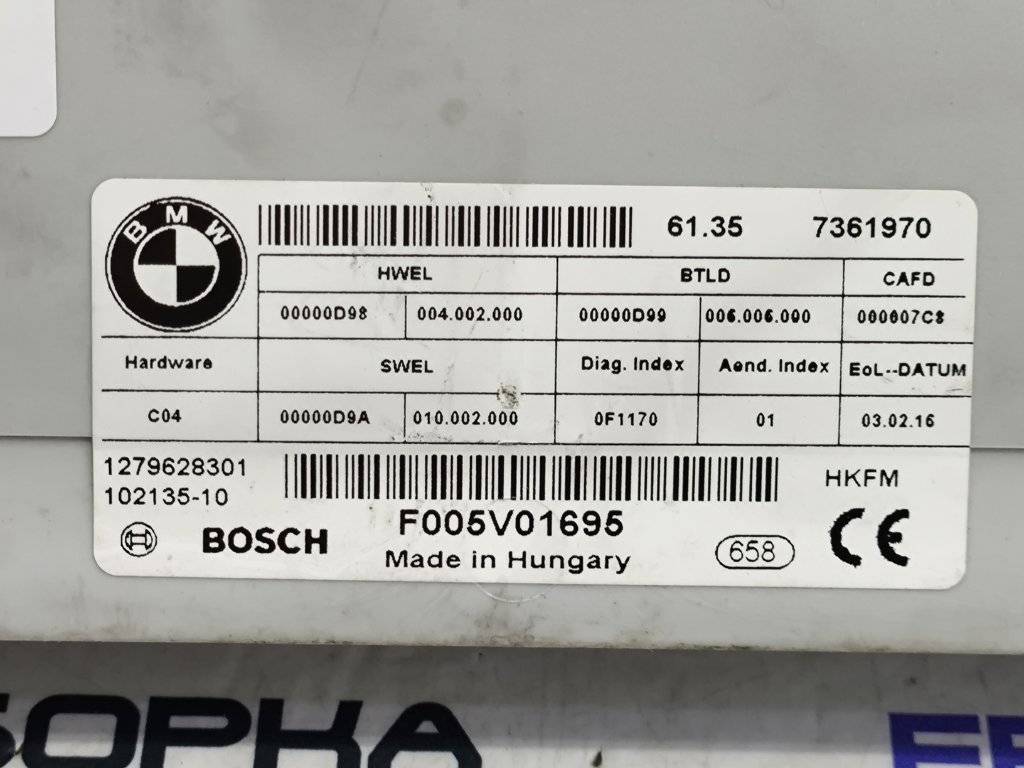 BMW
61.35 7361970
HWEL BTLD CAFD
00000D98 004.002.000 00000D99 006.006.000 000007C8
Hardware SWEL Diag. Index Aend. Index EoL--DATUM
C04 00000D9A 010.002.000 0F1170 01 03.02.16
1279628301
102135-10
HKFM
BOSCH F005V01695
Made in Hungary
658
CE